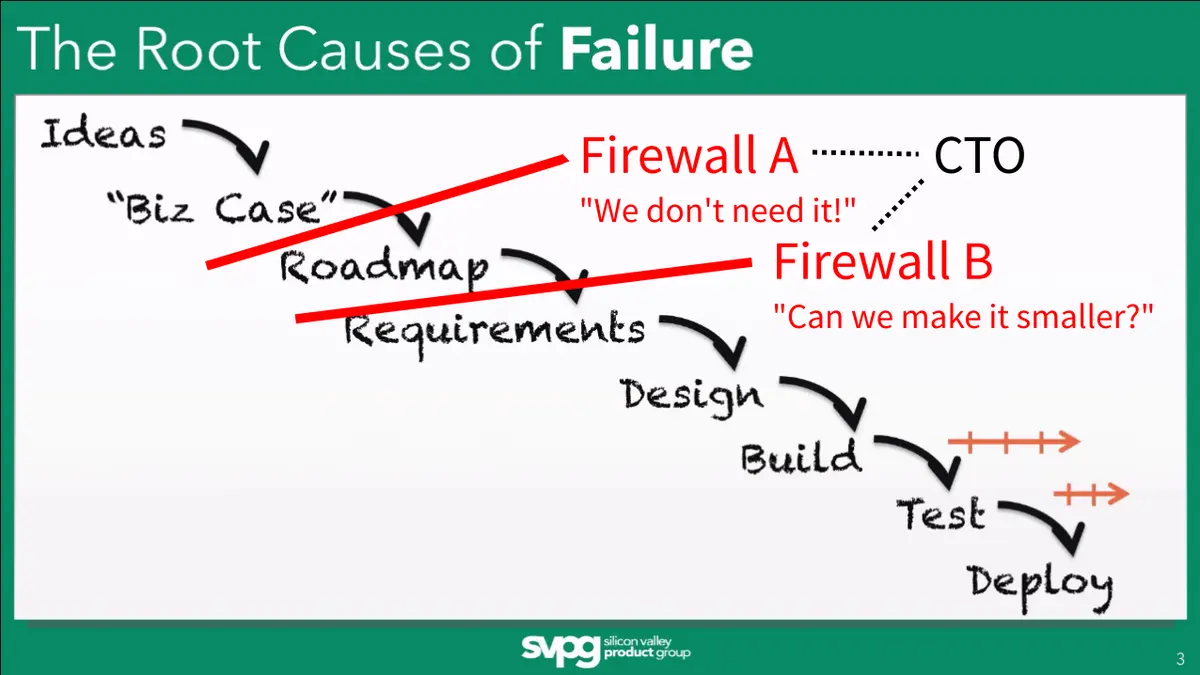 The Root Causes of Failure
Ideas
"Biz Case"
Roadmap
Requirements
Design
Build
Test
Deploy
Firewall A
"We don't need it!"
CTO
Firewall B
"Can we make it smaller?"
svpg silicon valley
product group
3